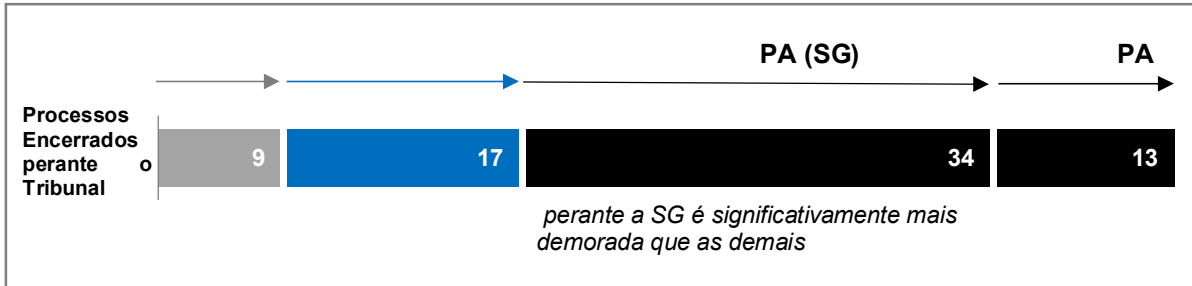 PA (SG) PA
Processos
Encerrados
perante o
Tribunal
9 17 34 13
perante a SG é significativamente mais
demorada que as demais